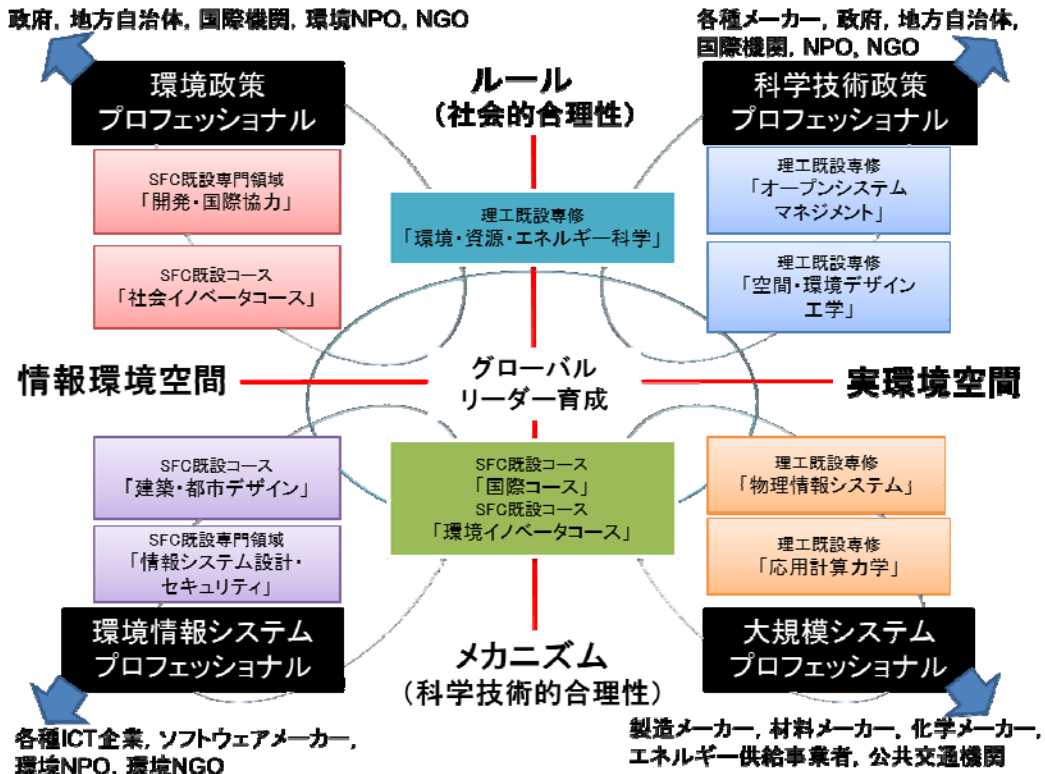 政府, 地方自治体, 国際機関, 環境NPO, NGO
各種メーカー, 政府, 地方自治体,
国際機関, NPO, NGO
環境政策
プロフェッショナル
ルール
(社会的合理性)
科学技術政策
プロフェッショナル
SFC既設専門領域
「開発・国際協力」
理工既設専修
「環境・資源・エネルギー科学」
理工既設専修
「オープンシステム
マネジメント」
SFC既設コース
「社会イノベータコース」
理工既設専修
「空間・環境デザイン
工学」
情報環境空間
グローバル
リーダー育成
実環境空間
SFC既設コース
「建築・都市デザイン」
SFC既設コース
「国際コース」
SFC既設コース
「環境イノベータコース」
理工既設専修
「物理情報システム」
SFC既設専門領域
「情報システム設計・
セキュリティ」
理工既設専修
「応用計算力学」
環境情報システム
プロフェッショナル
メカニズム
(科学技術的合理性)
大規模システム
プロフェッショナル
各種ICT企業, ソフトウェアメーカー,
環境NPO, 環境NGO
製造メーカー, 材料メーカー, 化学メーカー,
エネルギー供給事業者, 公共交通機関